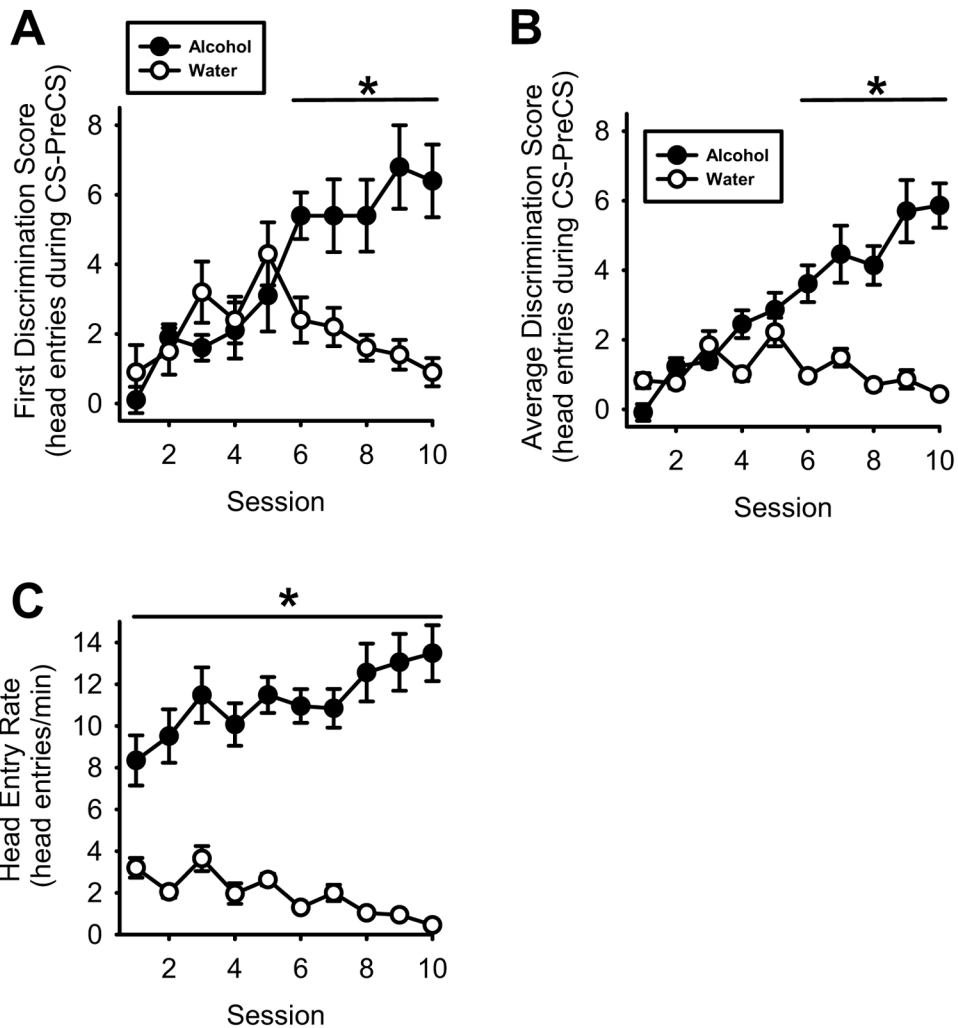 A
Alcohol
Water
*
First Discrimination Score
(head entries during CS-PreCS)
8
6
4
2
0
2 4 6 8 10
Session
B
*
Alcohol
Water
Average Discrimination Score
(head entries during CS-PreCS)
8
6
4
2
0
2 4 6 8 10
Session
C
*
Head Entry Rate
(head entries/min)
14
12
10
8
6
4
2
0
2 4 6 8 10
Session